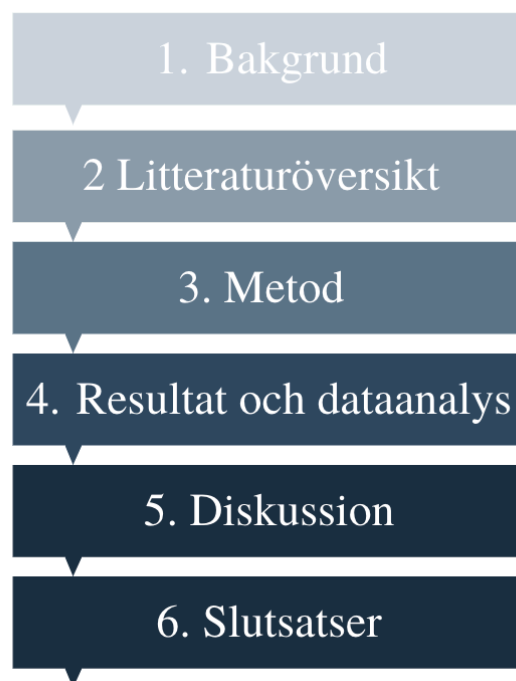 1. Bakgrund
2 Litteraturöversikt
3. Metod
4. Resultat och dataanalys
5. Diskussion
6. Slutsatser